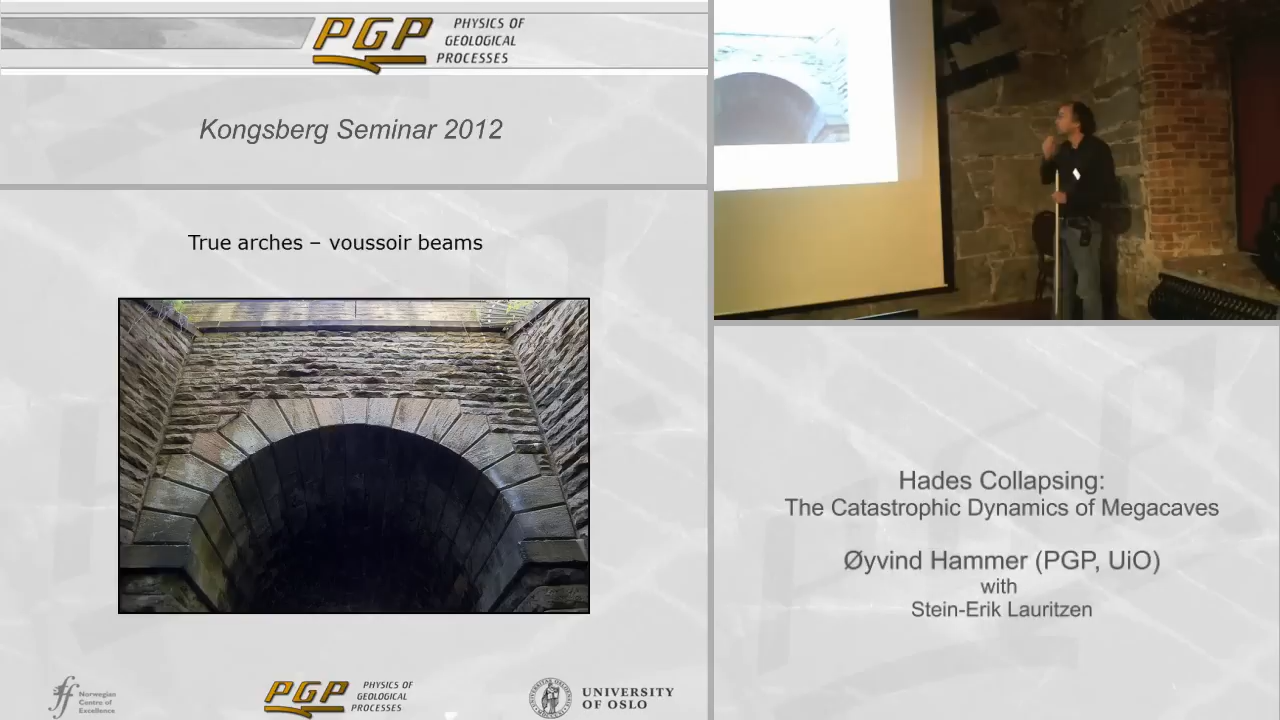 PGP
PHYSICS OF
GEOLOGICAL
PROCESSES
Kongsberg Seminar 2012
True arches – voussoir beams
Hades Collapsing:
The Catastrophic Dynamics of Megacaves
Øyvind Hammer (PGP, UiO)
with
Stein-Erik Lauritzen
Norwegian
Centre of
Excellence
PGP
PHYSICS OF
GEOLOGICAL
PROCESSES
UNIVERSITY
OF OSLO